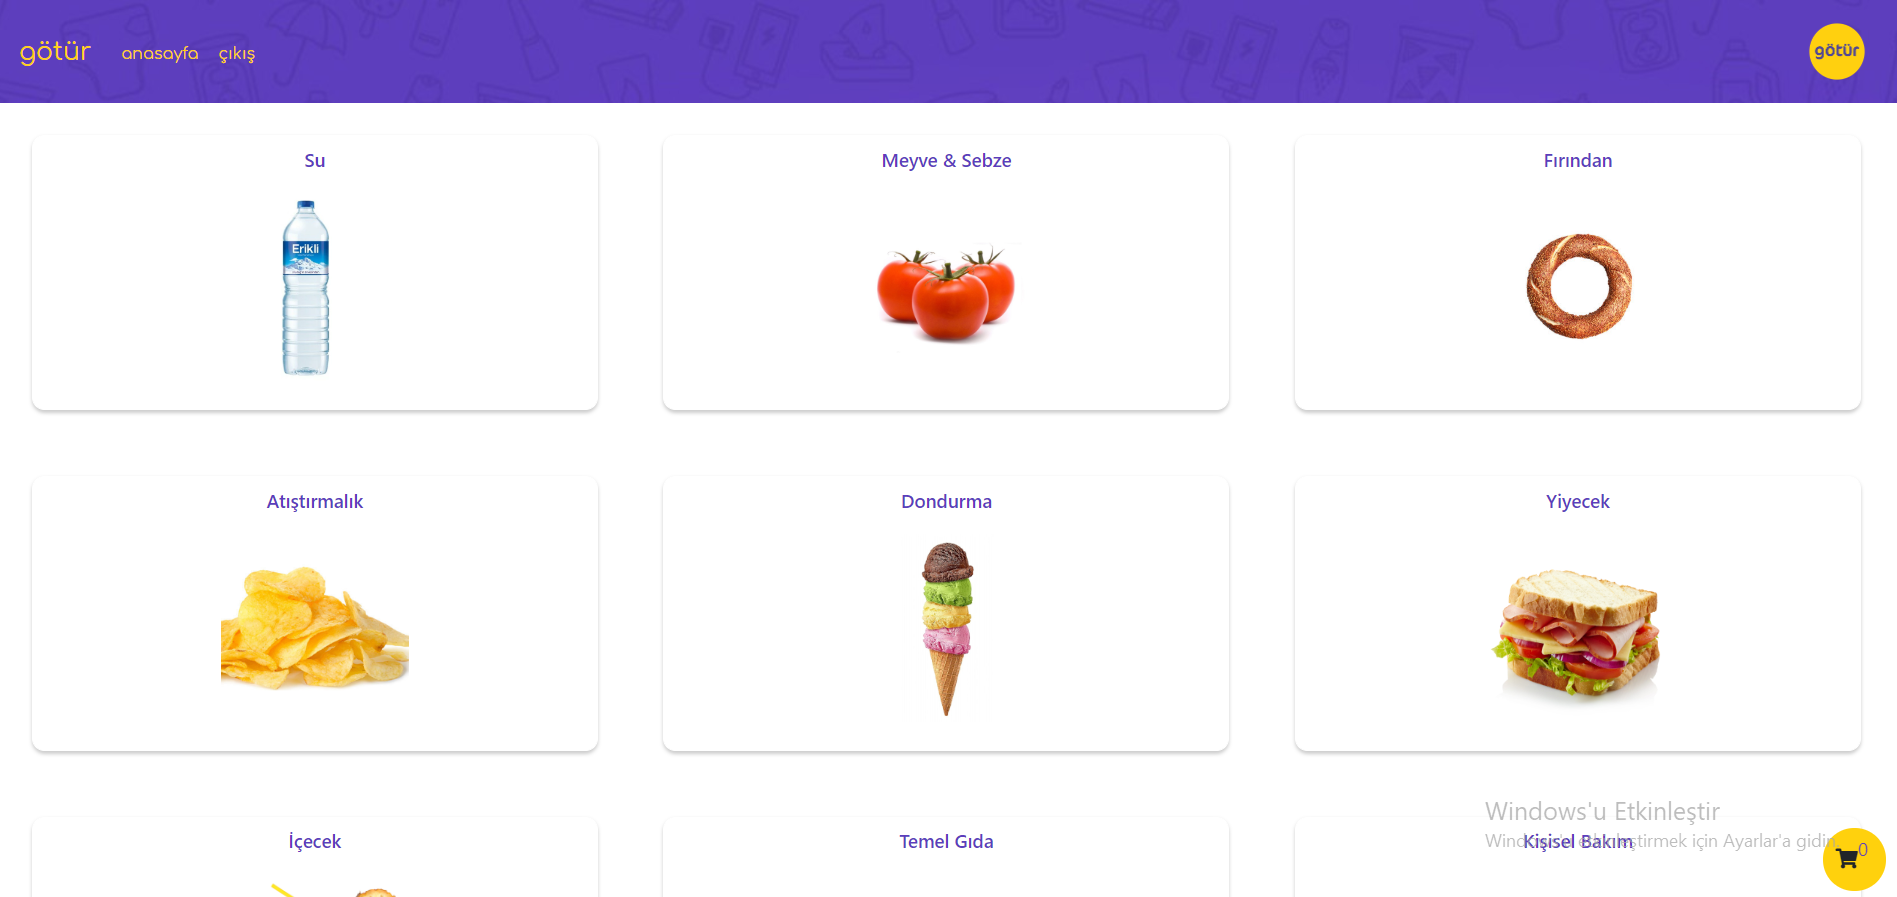 götür anasayfa çıkış götür
Su Meyve & Sebze Fırından
Erikli
Atıştırmalık Dondurma Yiyecek
Windows'u Etkinleştir
Windows'u etkinleştirmek için Ayarlar'a gidin.
İçecek Temel Gıda Kişisel Bakım
0